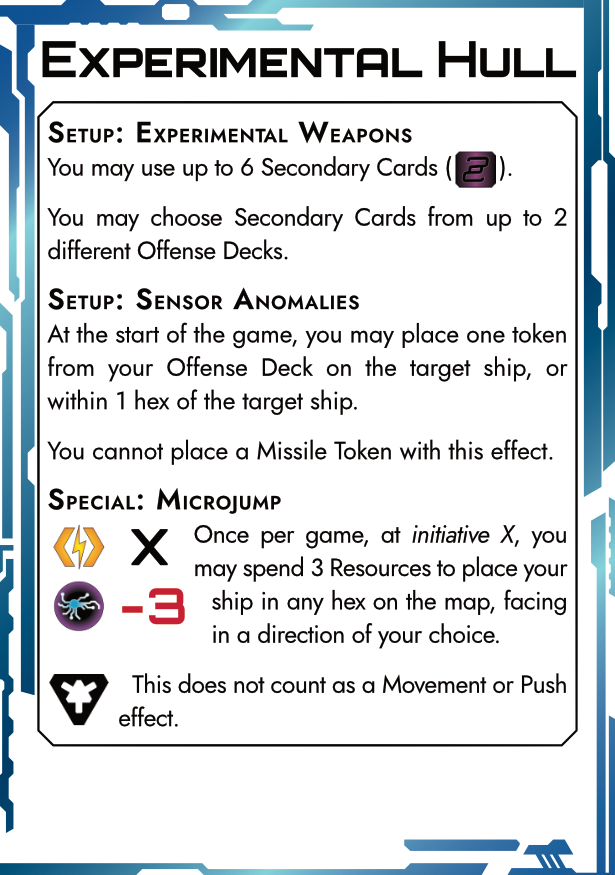 Experimental Hull
Setup: Experimental Weapons
You may use up to 6 Secondary Cards ( 2 ).
You may choose Secondary Cards from up to 2
different Offense Decks.
Setup: Sensor Anomalies
At the start of the game, you may place one token
from your Offense Deck on the target ship, or
within 1 hex of the target ship.
You cannot place a Missile Token with this effect.
Special: Microjump
X Once per game, at initiative X, you
may spend 3 Resources to place your
-3 ship in any hex on the map, facing
in a direction of your choice.
This does not count as a Movement or Push
effect.